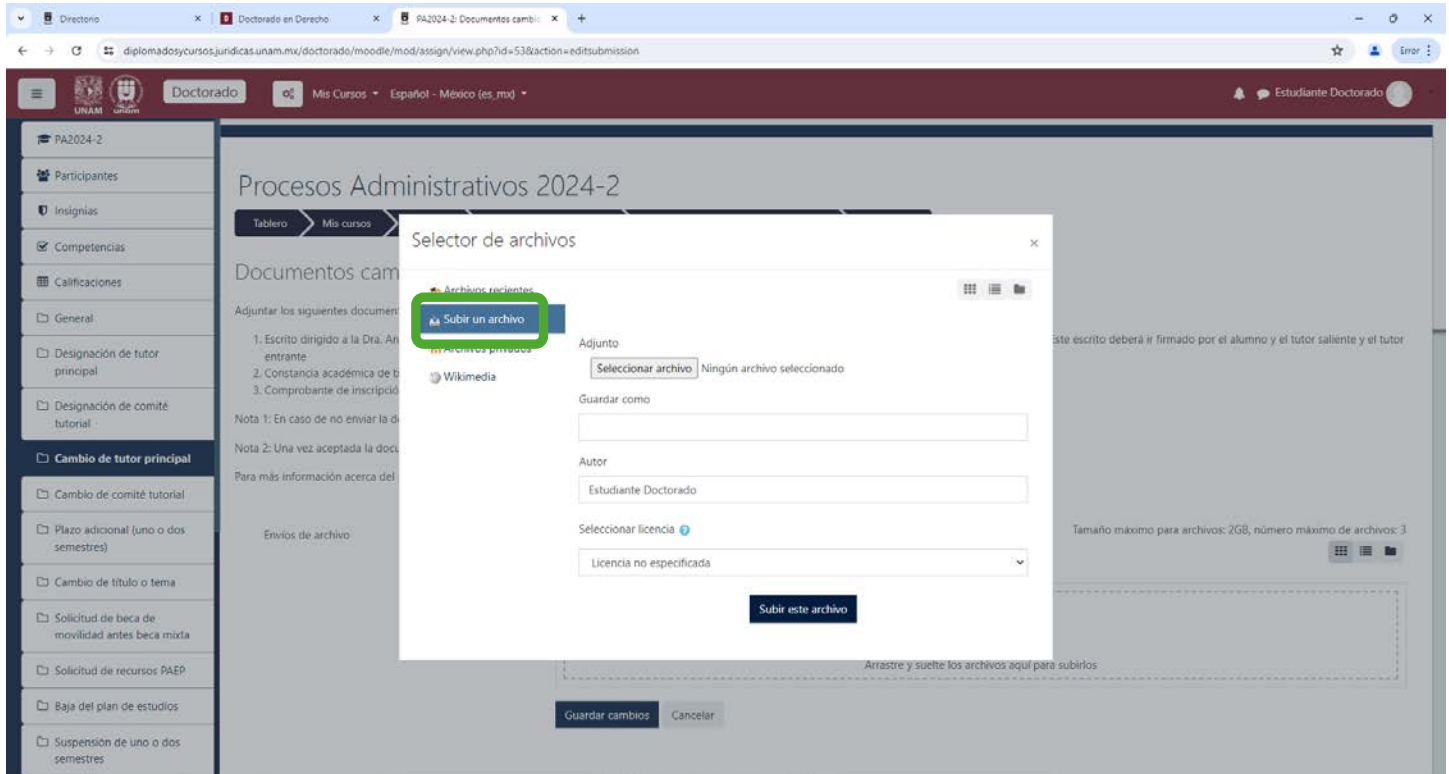 Directorio
Doctorado en Derecho
PA2024-2: Documentos cambio
diplomadosycursos.juridicas.unam.mx/doctorado/moodle/mod/assign/view.php?id=53&action=editsubmission
Error
UNAM
unam
Doctorado
Mis Cursos
Español - México (es_mx)
Estudiante Doctorado
PA2024-2
Participantes
Insignias
Competencias
Calificaciones
General
Designación de tutor
principal
Designación de comité
tutorial
Cambio de tutor principal
Cambio de comité tutorial
Plazo adicional (uno o dos
semestres)
Cambio de título o tema
Solicitud de beca de
movilidad antes beca mixta
Solicitud de recursos PAEP
Baja del plan de estudios
Suspensión de uno o dos
semestres
Procesos Administrativos 2024-2
Tablero
Mis cursos
Documentos cam
Adjuntar los siguientes documen
1. Escrito dirigido a la Dra. An
Este escrito deberá ir firmado por el alumno y el tutor saliente y el tutor
entrante
2. Constancia académica de t
3. Comprobante de inscripció
Nota 1: En caso de no enviar la d
Nota 2: Una vez aceptada la docu
Para más información acerca del
Envíos de archivo
Tamaño máximo para archivos: 2GB, número máximo de archivos: 3
Selector de archivos
Archivos recientes
Subir un archivo
Archivos privados
Wikimedia
Adjunto
Seleccionar archivo Ningún archivo seleccionado
Guardar como
Autor
Estudiante Doctorado
Seleccionar licencia
Licencia no especificada
Subir este archivo
Arrastre y suelte los archivos aquí para subirlos
Guardar cambios
Cancelar